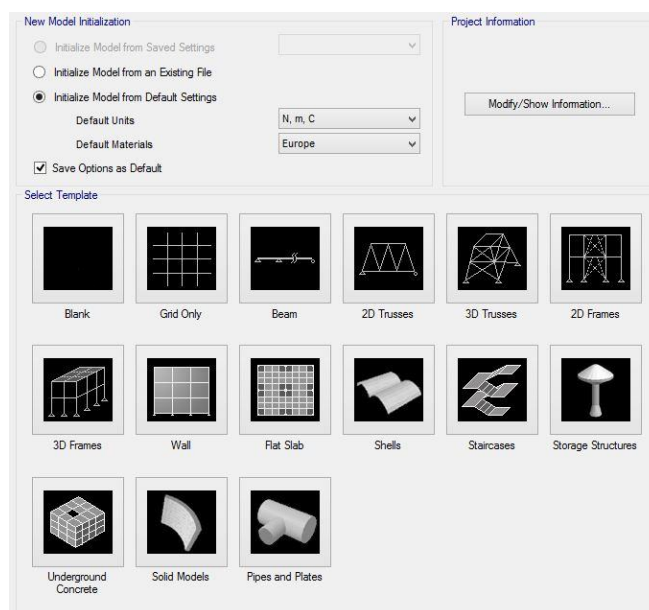 New Model Initialization
Project Information
Initialize Model from Saved Settings
Initialize Model from an Existing File
Initialize Model from Default Settings
Modify/Show Information...
Default Units
N, m, C
Default Materials
Europe
Save Options as Default
Select Template
Blank
Grid Only
Beam
2D Trusses
3D Trusses
2D Frames
3D Frames
Wall
Flat Slab
Shells
Staircases
Storage Structures
Underground
Concrete
Solid Models
Pipes and Plates